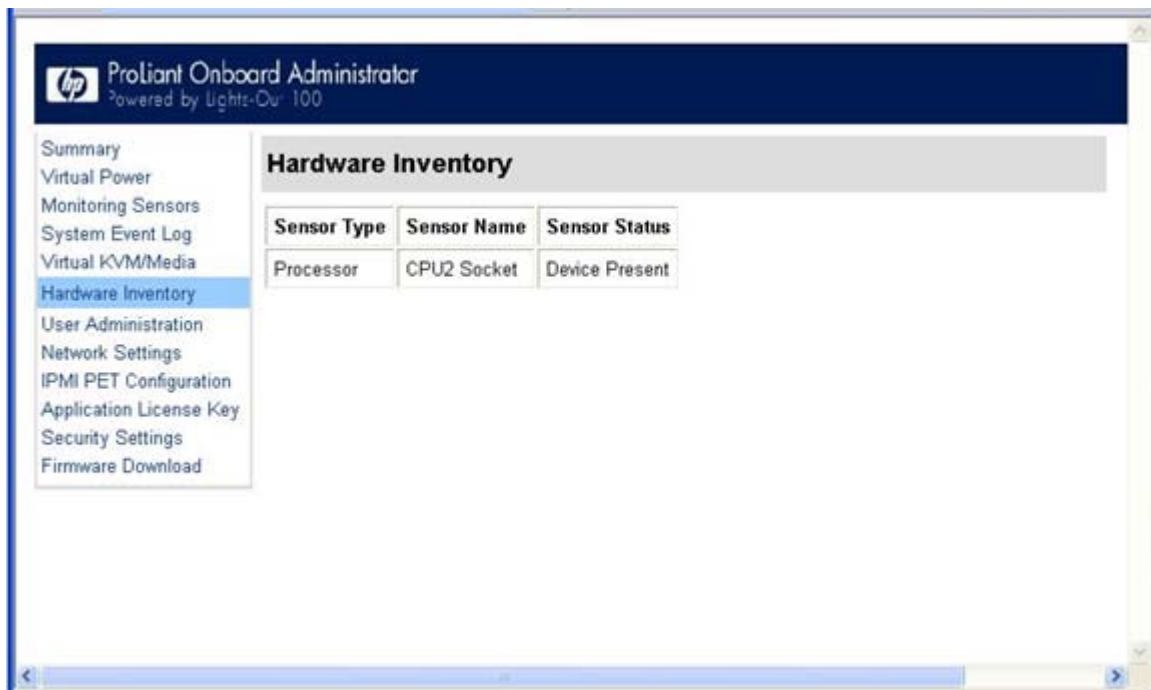 hp
ProLiant Onboard Administrator
Powered by Lights-Out 100
Summary
Virtual Power
Monitoring Sensors
System Event Log
Virtual KVM/Media
Hardware Inventory
User Administration
Network Settings
IPMI PET Configuration
Application License Key
Security Settings
Firmware Download
Hardware Inventory
Sensor Type Sensor Name Sensor Status
Processor CPU2 Socket Device Present